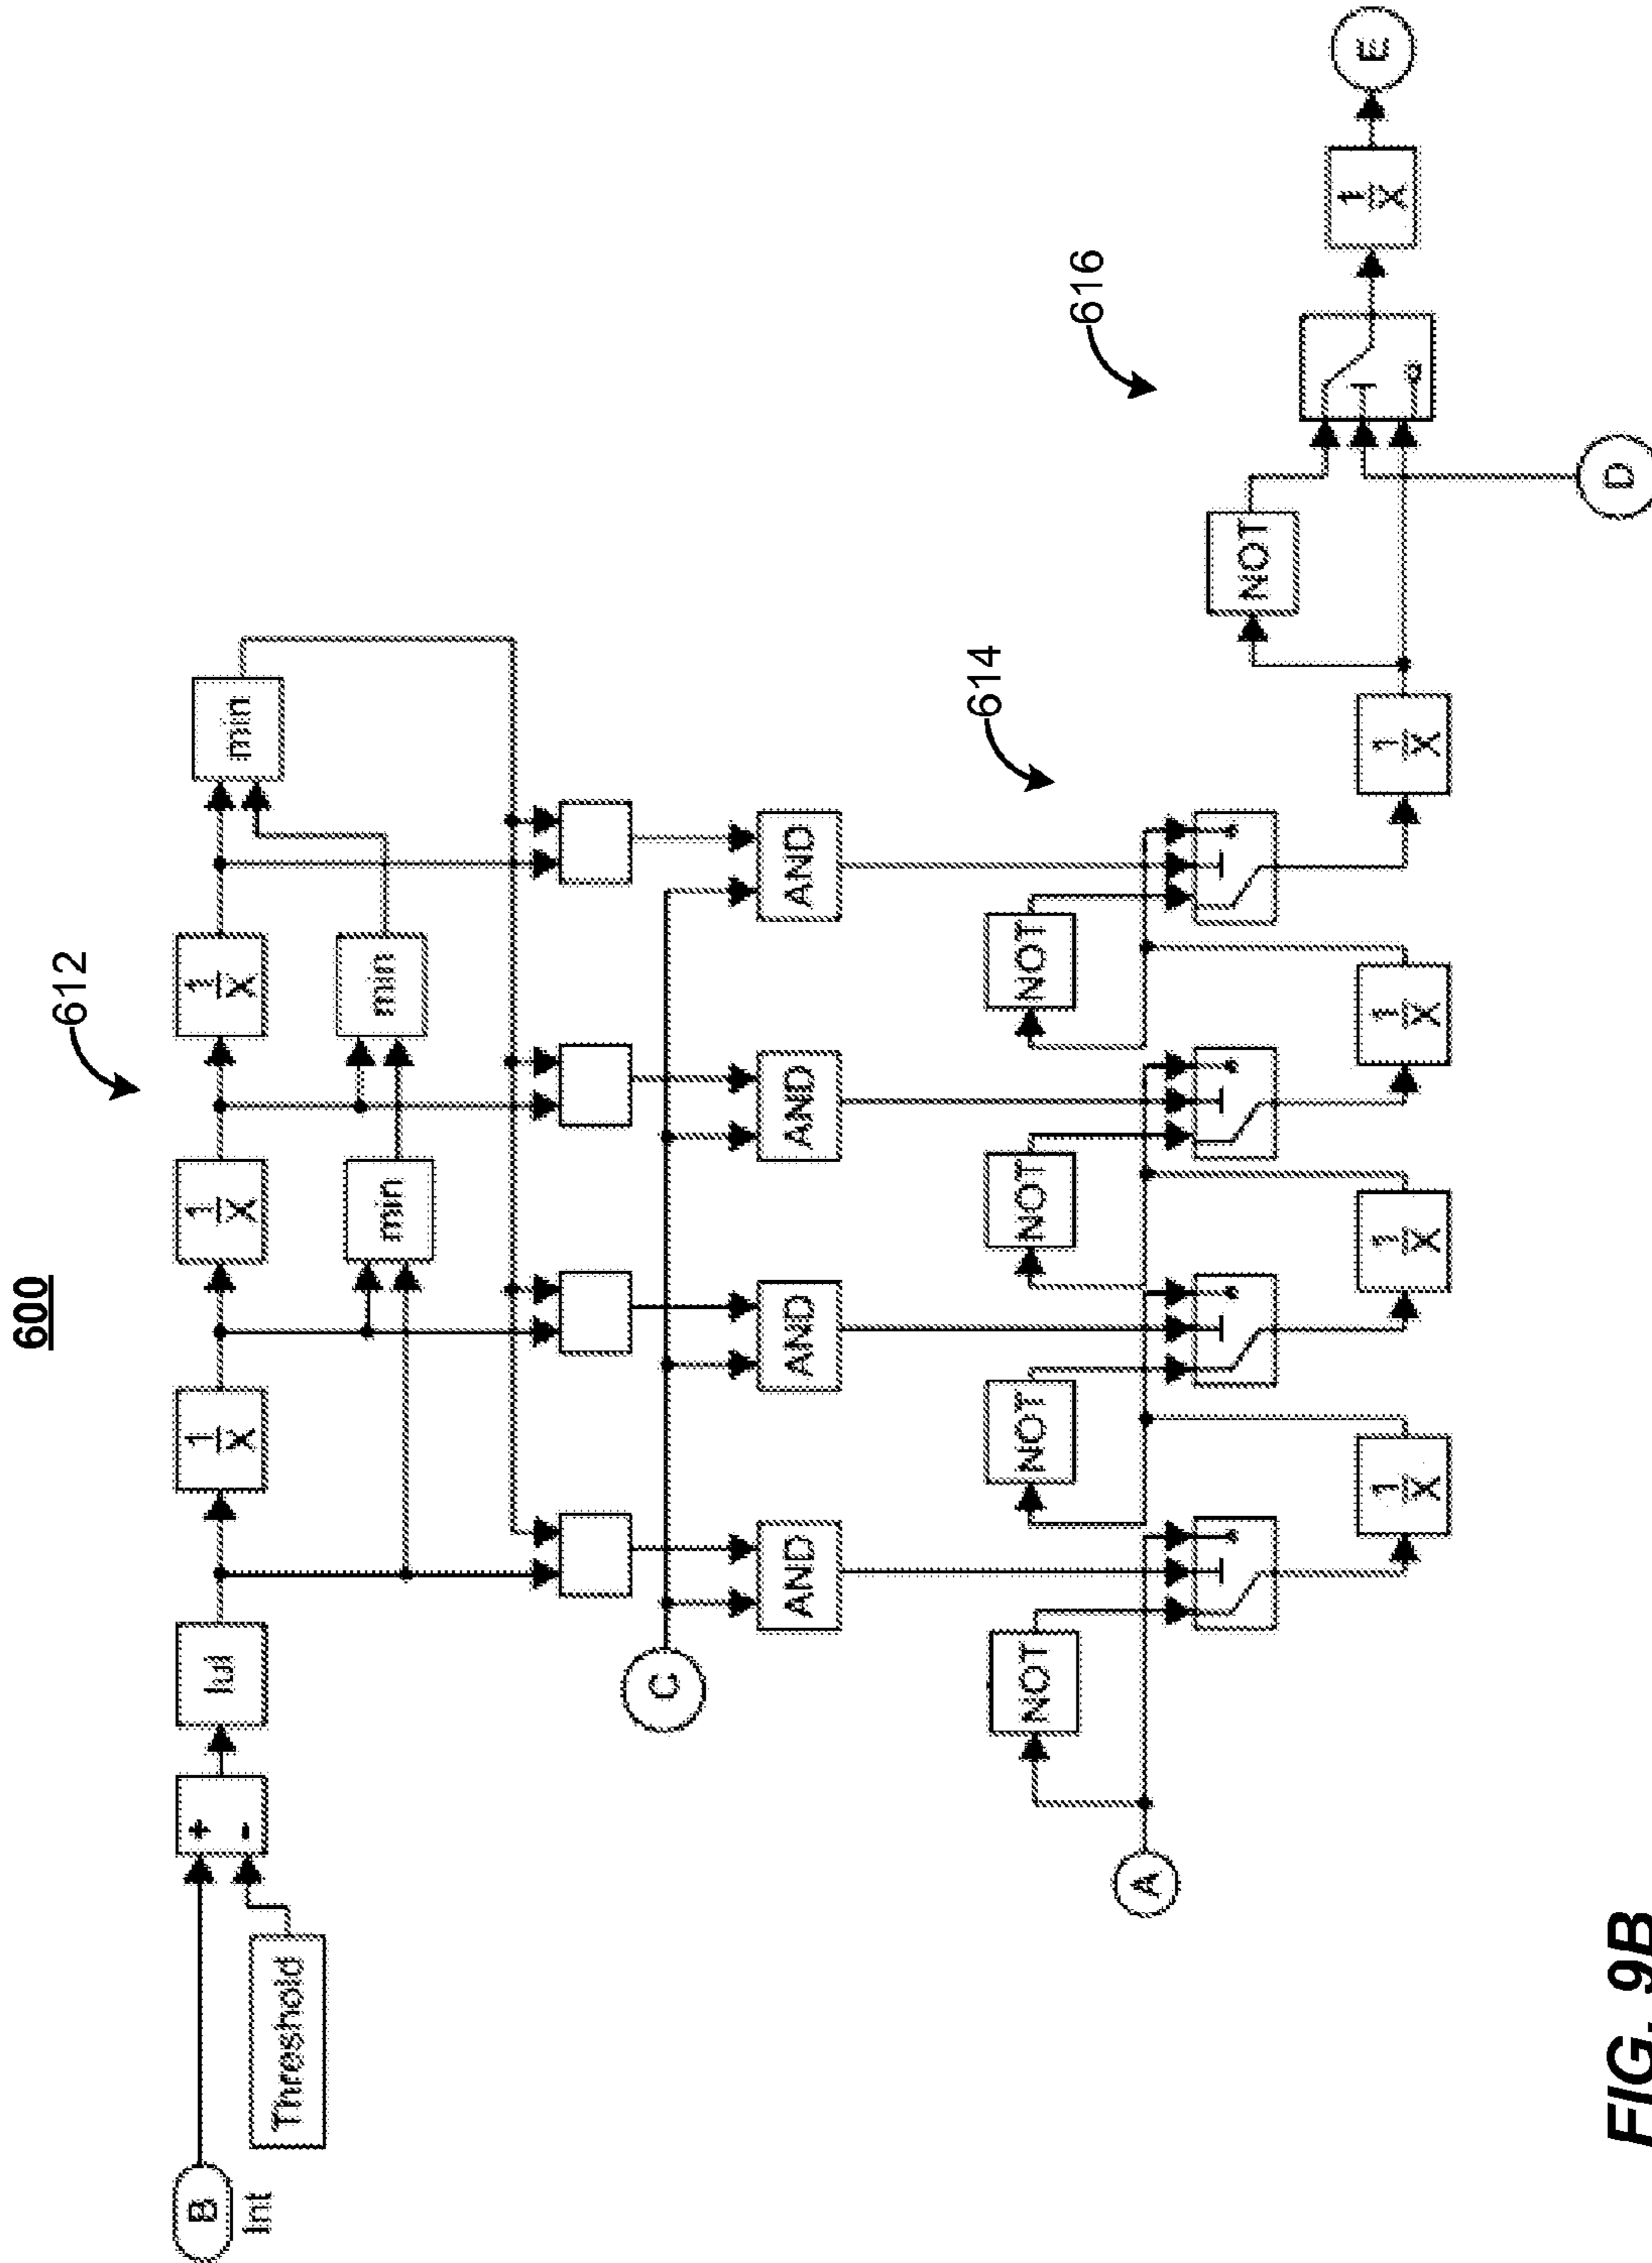 600
612
B
Int
+
-
Threshold
|u|
1
X
1
X
1
X
min
min
min
C
AND
AND
AND
AND
614
A
NOT
NOT
NOT
NOT
1
X
1
X
1
X
1
X
616
NOT
D
1
X
E
FIG. 9B